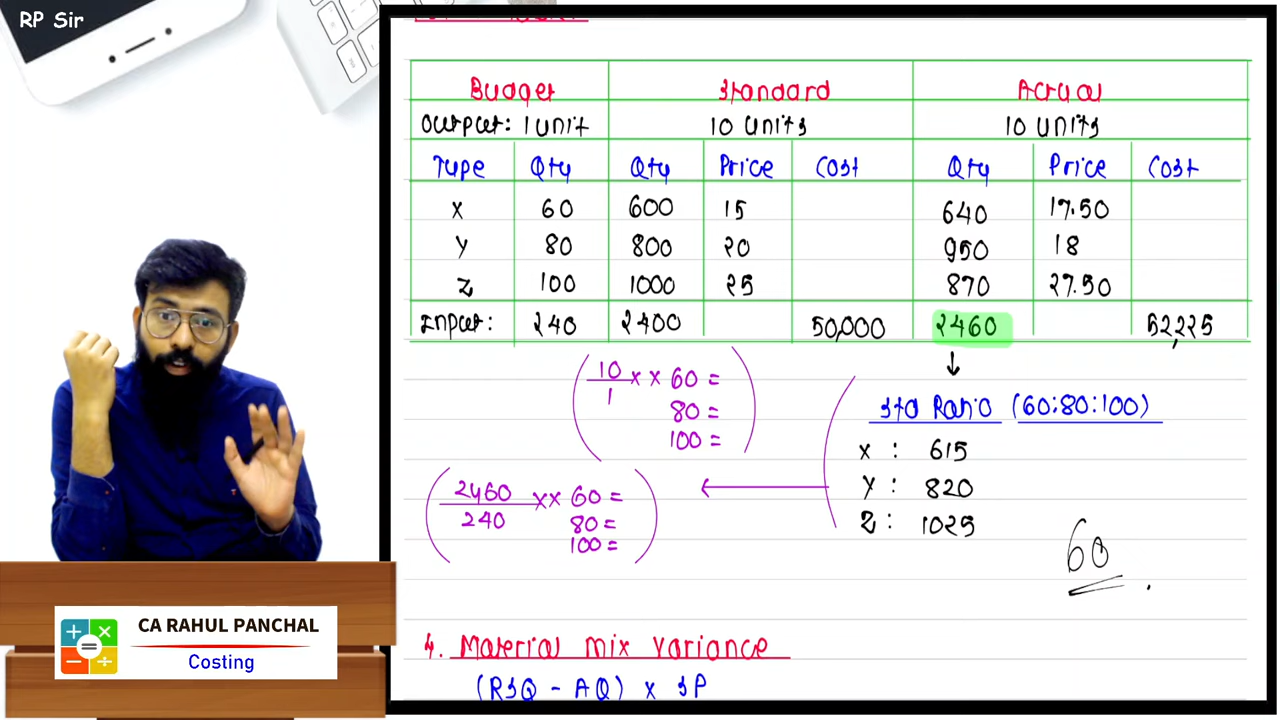 RP Sir
Budget Standard Actual
Output: 1 Unit 10 Units 10 Units
Type Qty Qty Price Cost Qty Price Cost
X 60 600 15 640 17.50
Y 80 800 20 950 18
Z 100 1000 25 870 27.50
Input: 240 2400 50,000 2460 52,225
10/1 x x 60 =
80 =
100 =
↓
Std Ratio (60:80:100)
X : 615
Y : 820
Z : 1025
2460/240 x x 60 =
80 =
100 =
60
CA RAHUL PANCHAL
Costing
4. Material mix variance
(RSQ - AQ) x SP